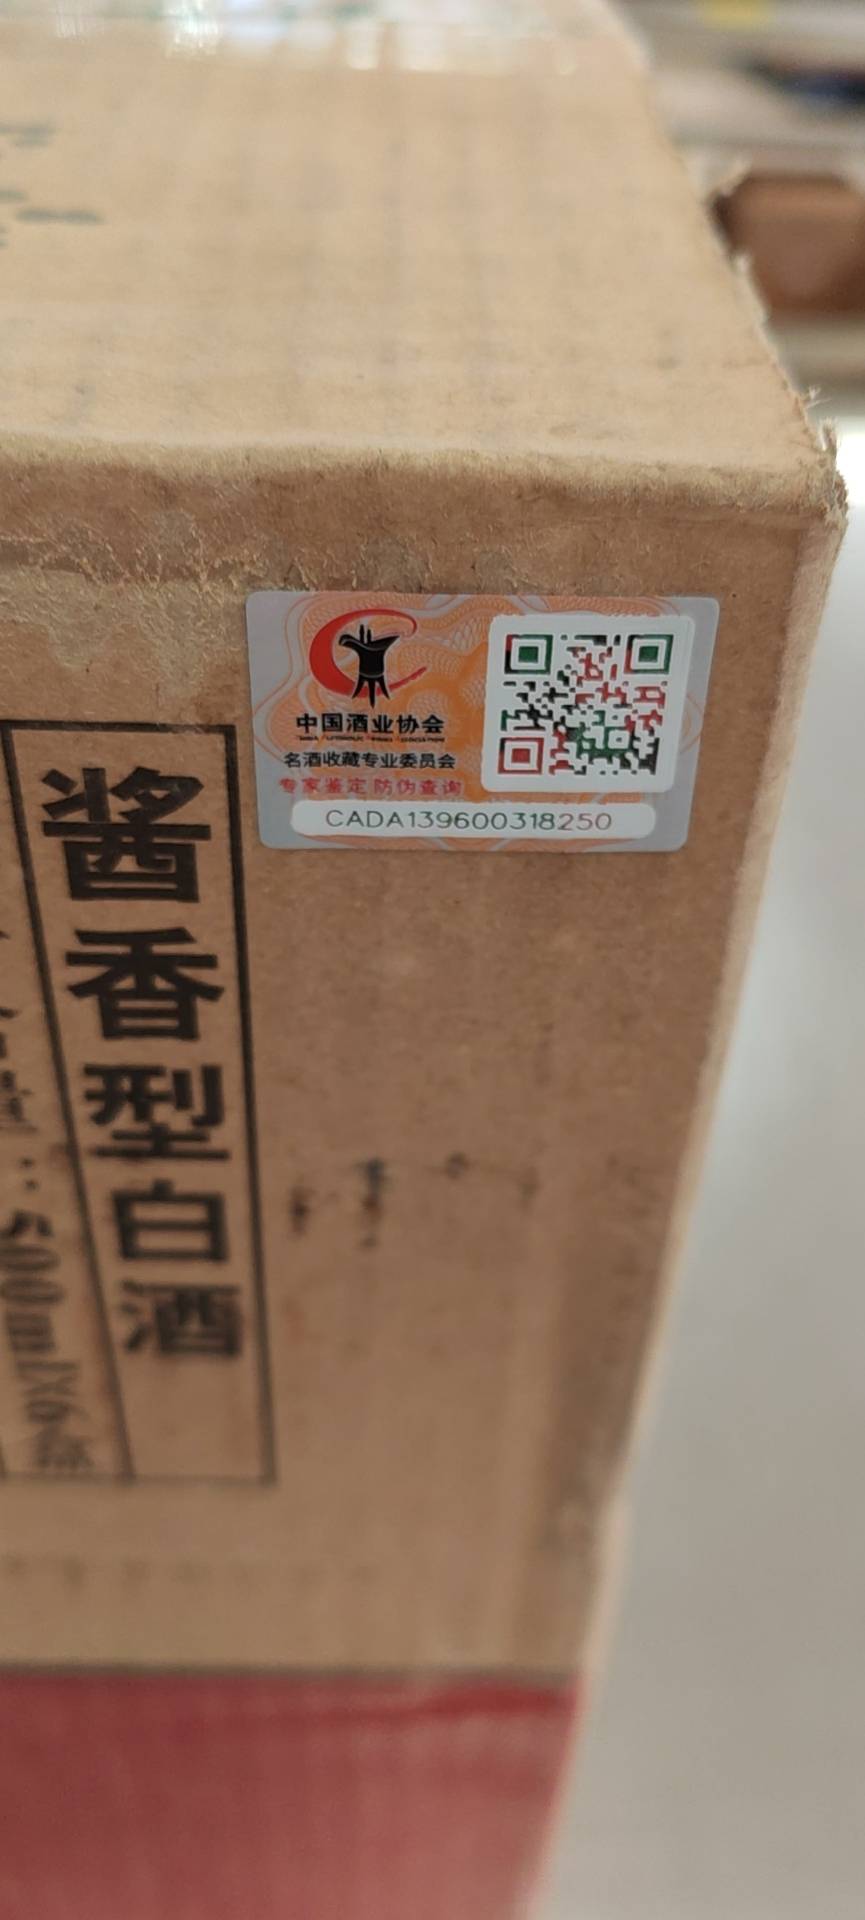 中国酒业协会
名酒收藏专业委员会
专家鉴定 防伪查询
CADA139600318250
酱香型白酒